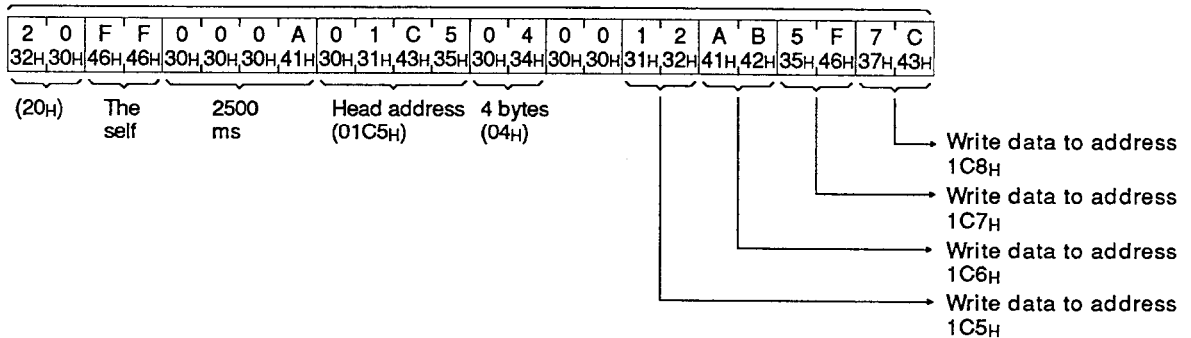 2 0 F F 0 0 0 A 0 1 C 5 0 4 0 0 1 2 A B 5 F 7 C
32H 30H 46H 46H 30H 30H 30H 41H 30H 31H 43H 35H 30H 34H 30H 30H 31H 32H 41H 42H 35H 46H 37H 43H
(20H) The 2500 Head address 4 bytes
self ms (01C5H) (04H)
Write data to address
1C8H
Write data to address
1C7H
Write data to address
1C6H
Write data to address
1C5H